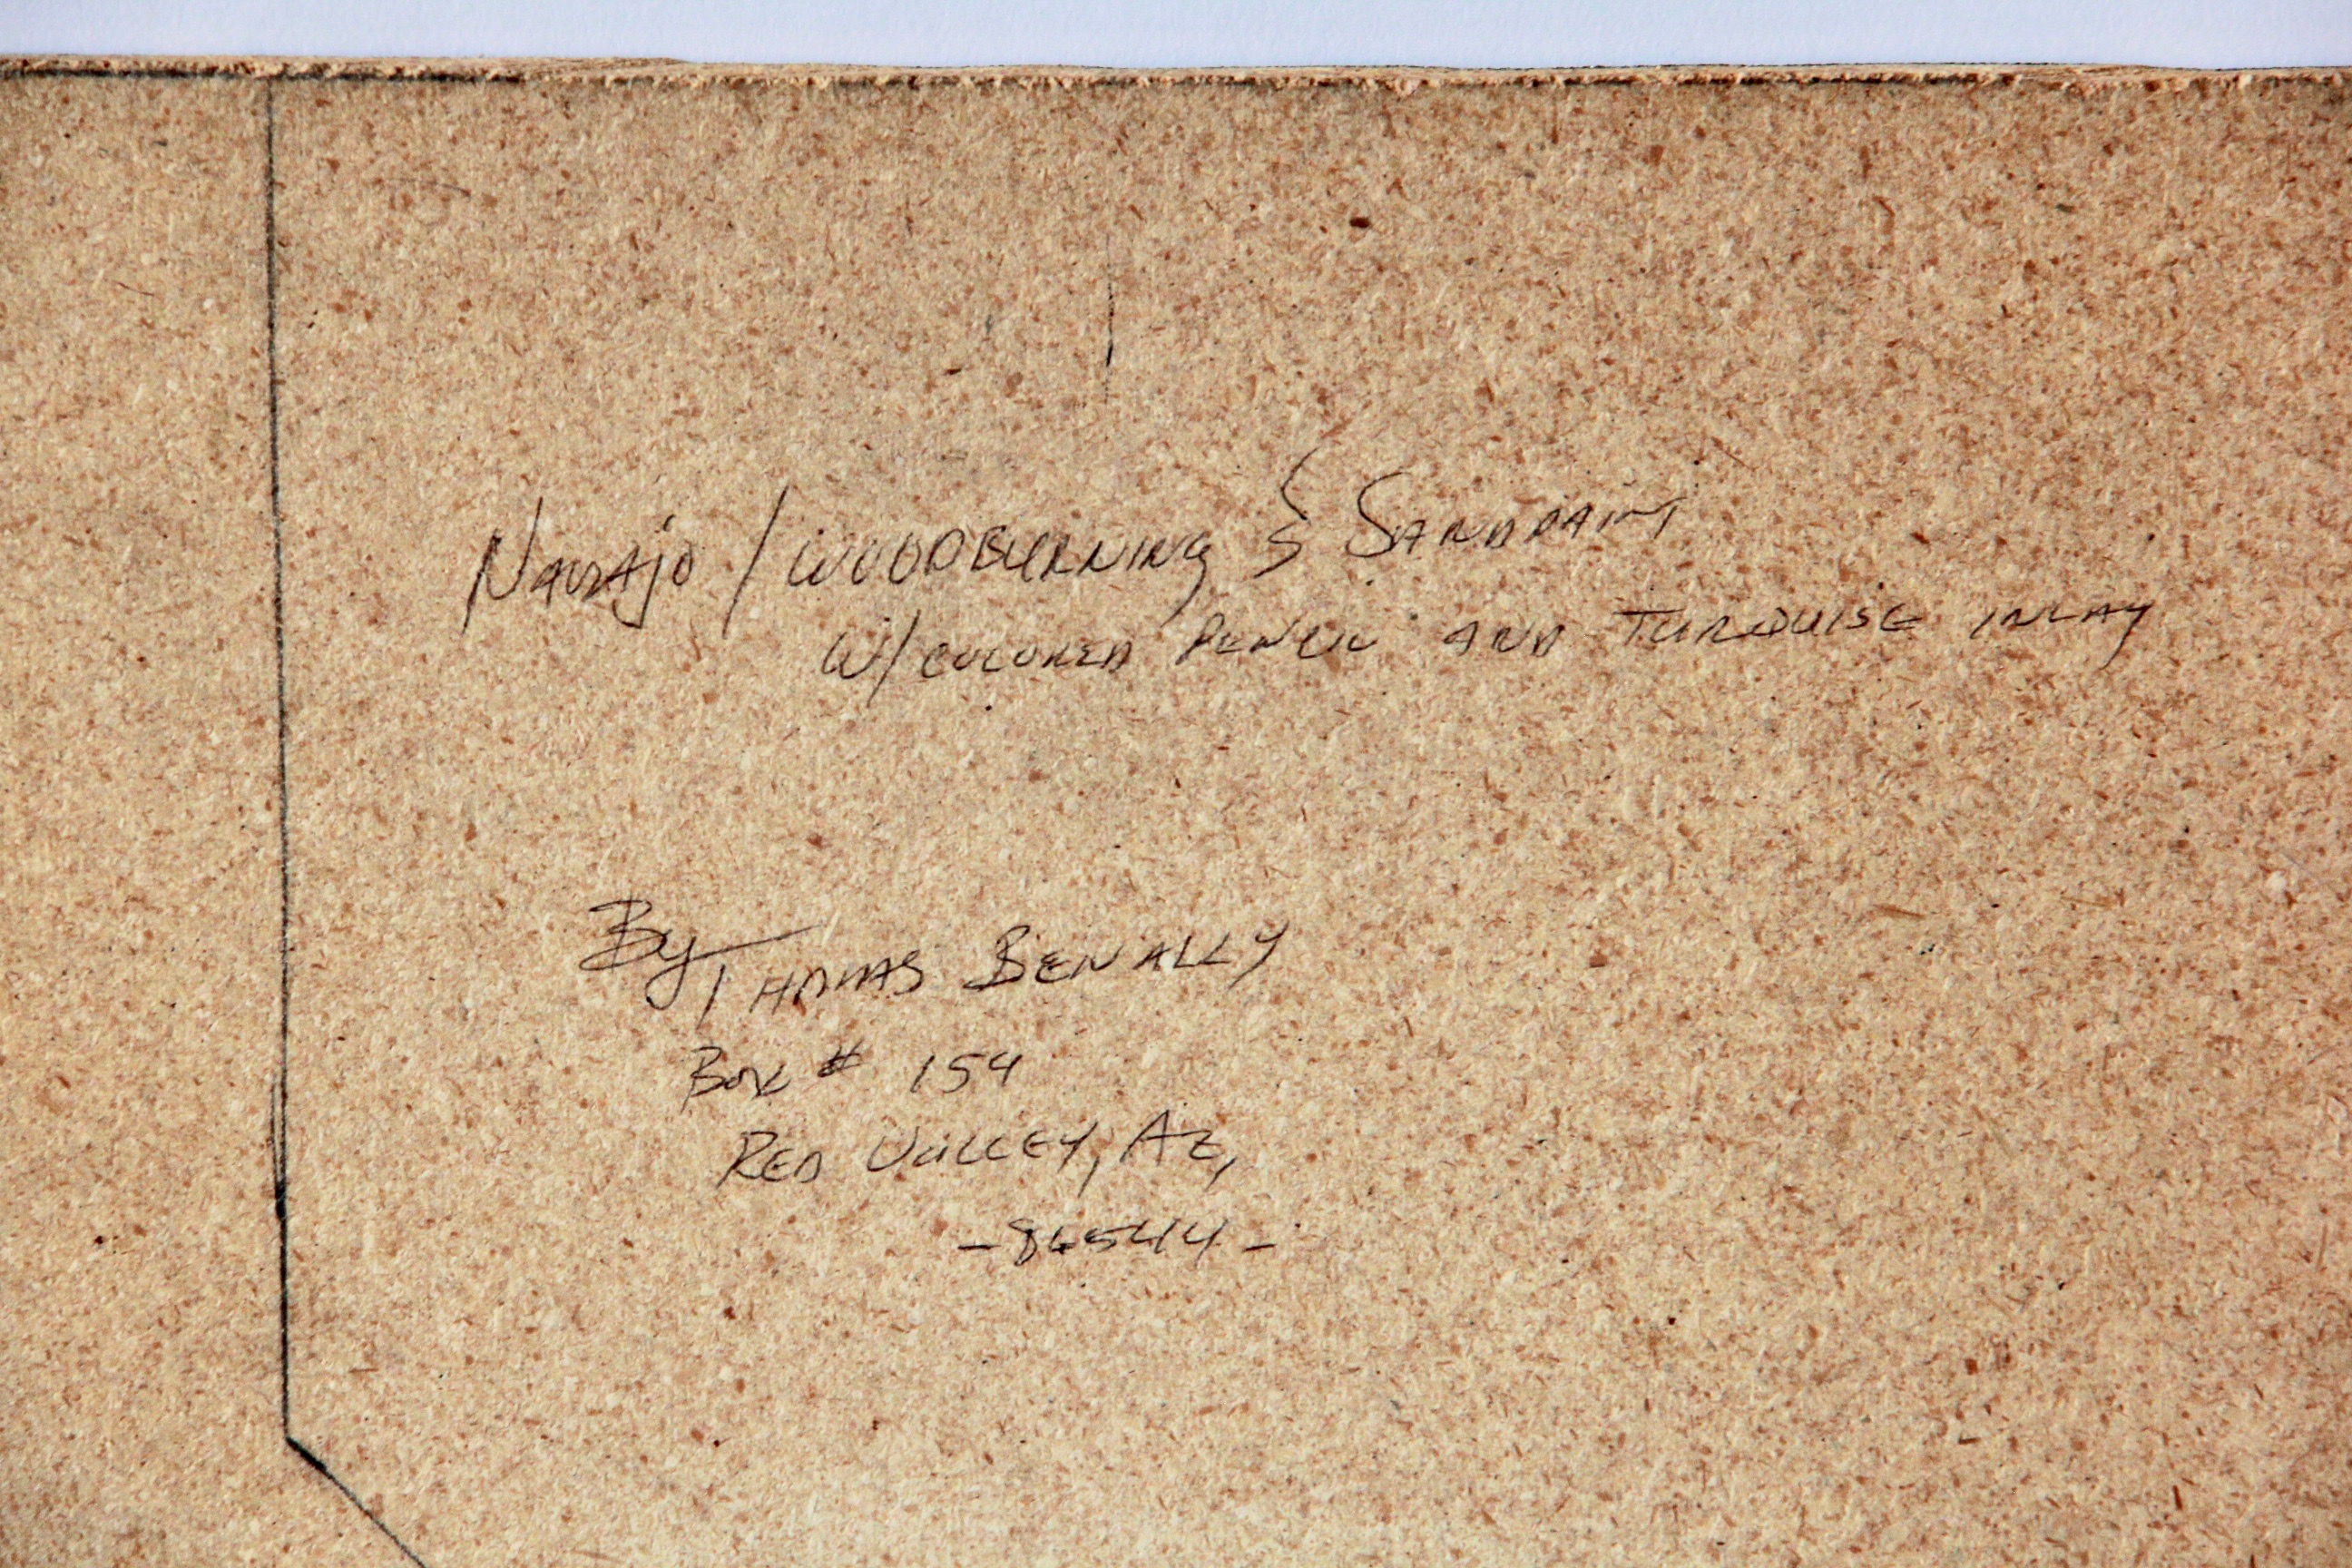 Navajo / WOODBURNING & SANDPAINT
W/COLORED PENCIL AND TURQUOISE INLAY
By THOMAS BENALLY
Box # 154
RED VALLEY, AZ,
-86544-